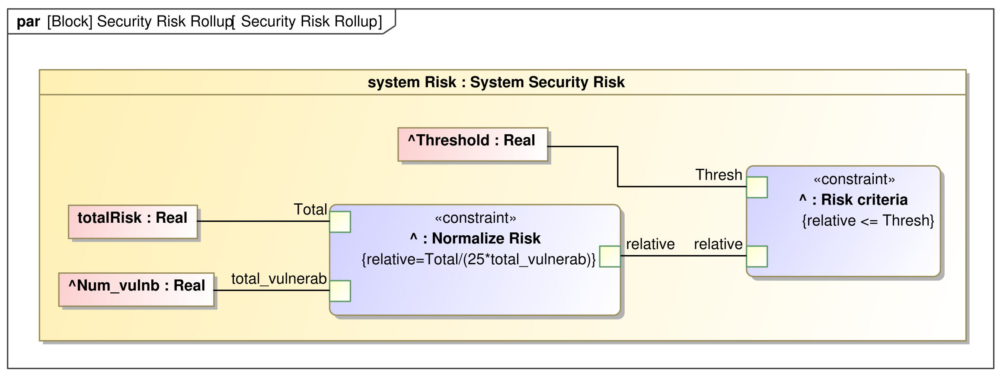 par [Block] Security Risk Rollup[ Security Risk Rollup]
system Risk : System Security Risk
^Threshold : Real
Thresh
«constraint»
^ : Risk criteria
{relative <= Thresh}
totalRisk : Real
Total
«constraint»
^ : Normalize Risk
{relative=Total/(25*total_vulnerab)}
relative
relative
^Num_vulnb : Real
total_vulnerab